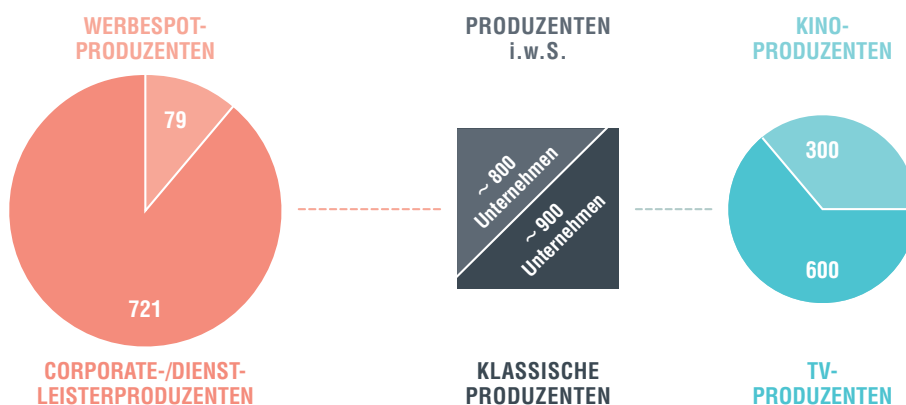 WERBESPOT-
PRODUZENTEN
79
721
CORPORATE-/DIENST-
LEISTERPRODUZENTEN
PRODUZENTEN
i.w.S.
~ 800
Unternehmen
~ 900
Unternehmen
KLASSISCHE
PRODUZENTEN
KINO-
PRODUZENTEN
300
600
TV-
PRODUZENTEN